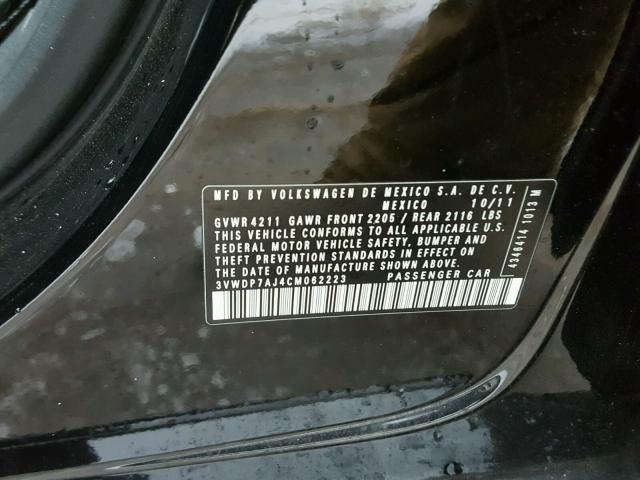 MFD BY VOLKSWAGEN DE MEXICO S.A. DE C.V.
MEXICO 10/11
GVWR 4211 GAWR FRONT 2205 / REAR 2116 LBS
THIS VEHICLE CONFORMS TO ALL APPLICABLE U.S.
FEDERAL MOTOR VEHICLE SAFETY, BUMPER AND
THEFT PREVENTION STANDARDS IN EFFECT ON
THE DATE OF MANUFACTURE SHOWN ABOVE.
3VWDP7AJ4CM062223 PASSENGER CAR
4346414 1013 M